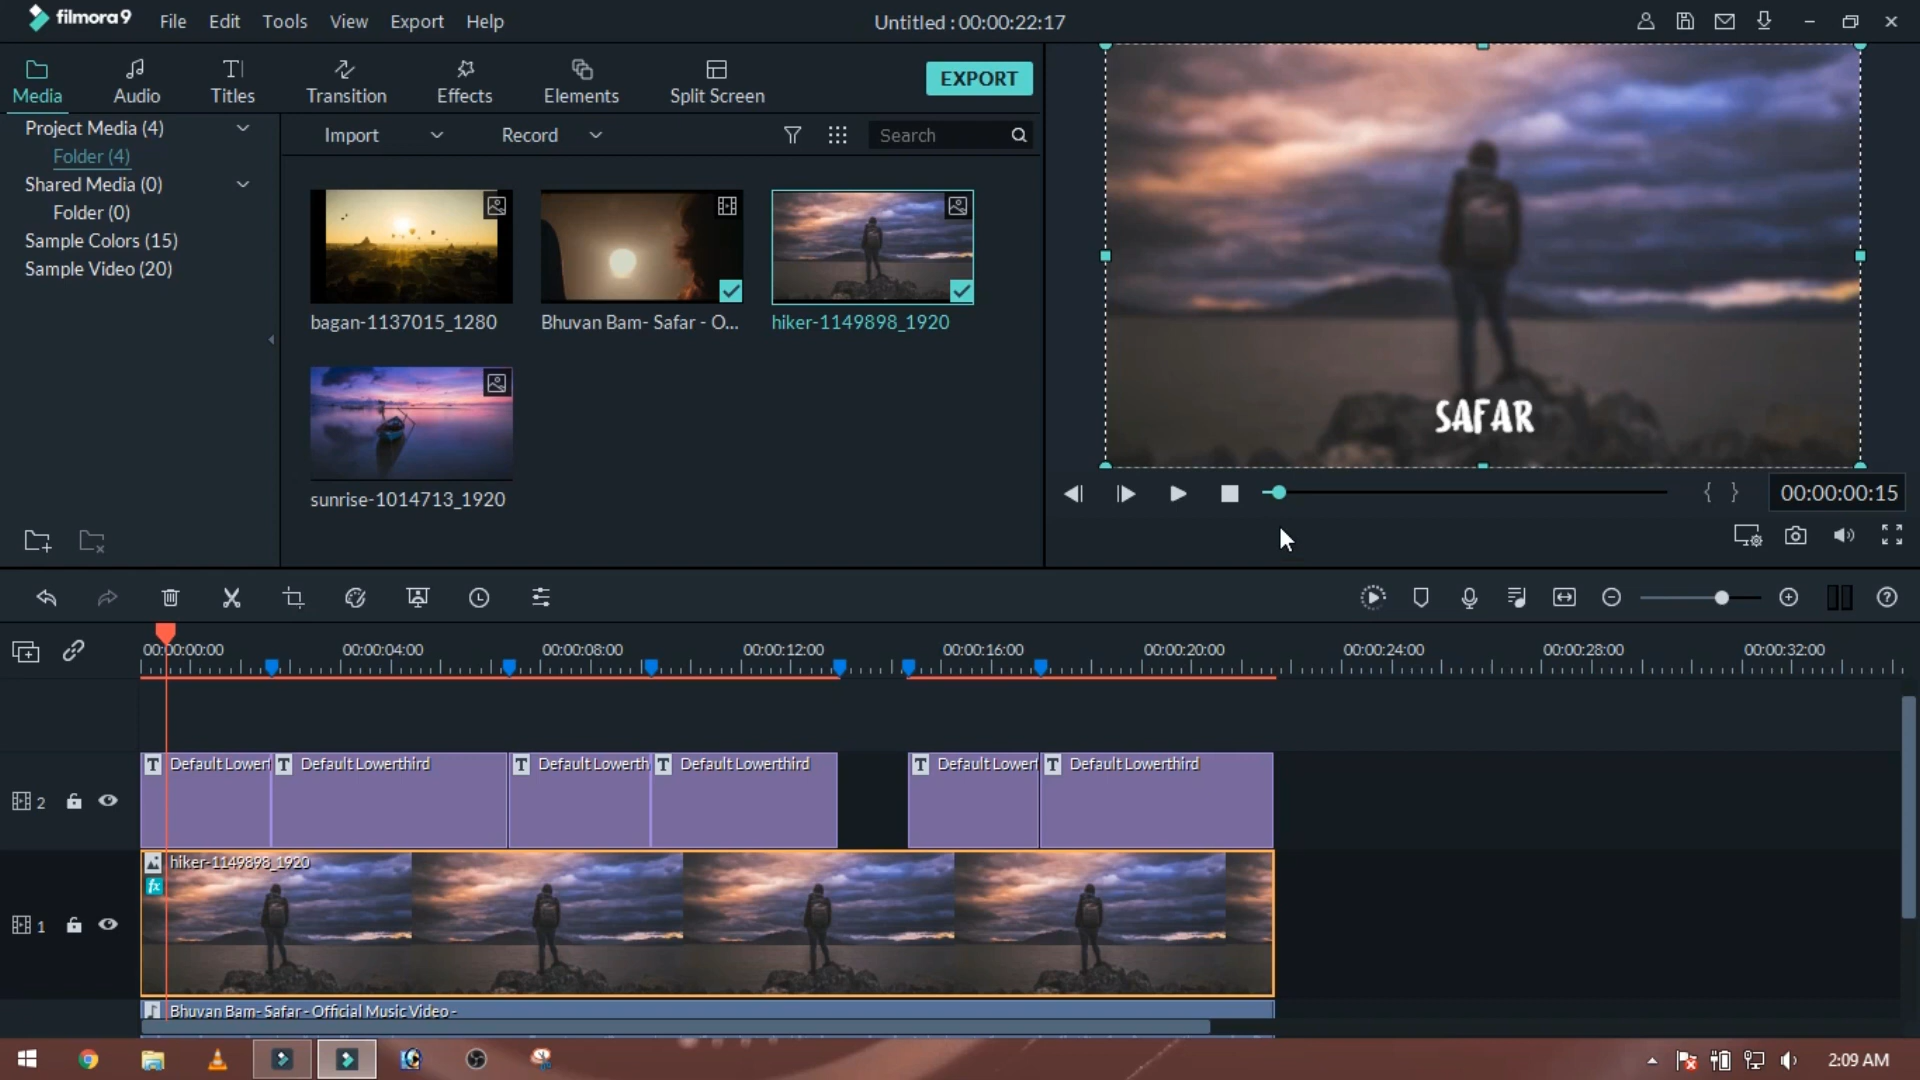 filmora9 File Edit Tools View Export Help Untitled : 00:00:22:17
Media Audio Titles Transition Effects Elements Split Screen EXPORT
Project Media (4)
Folder (4)
Shared Media (0)
Folder (0)
Sample Colors (15)
Sample Video (20)
Import Record Search
bagan-1137015_1280 Bhuvan Bam- Safar - O... hiker-1149898_1920
sunrise-1014713_1920
SAFAR
{ } 00:00:00:15
00:00:00:00 00:00:04:00 00:00:08:00 00:00:12:00 00:00:16:00 00:00:20:00 00:00:24:00 00:00:28:00 00:00:32:00
2 T Default Lowert T Default Lowerthird T Default Lowerth T Default Lowerthird T Default Lowert T Default Lowerthird
hiker-1149898_1920
fx
1
Bhuvan Bam- Safar - Official Music Video -
2:09 AM